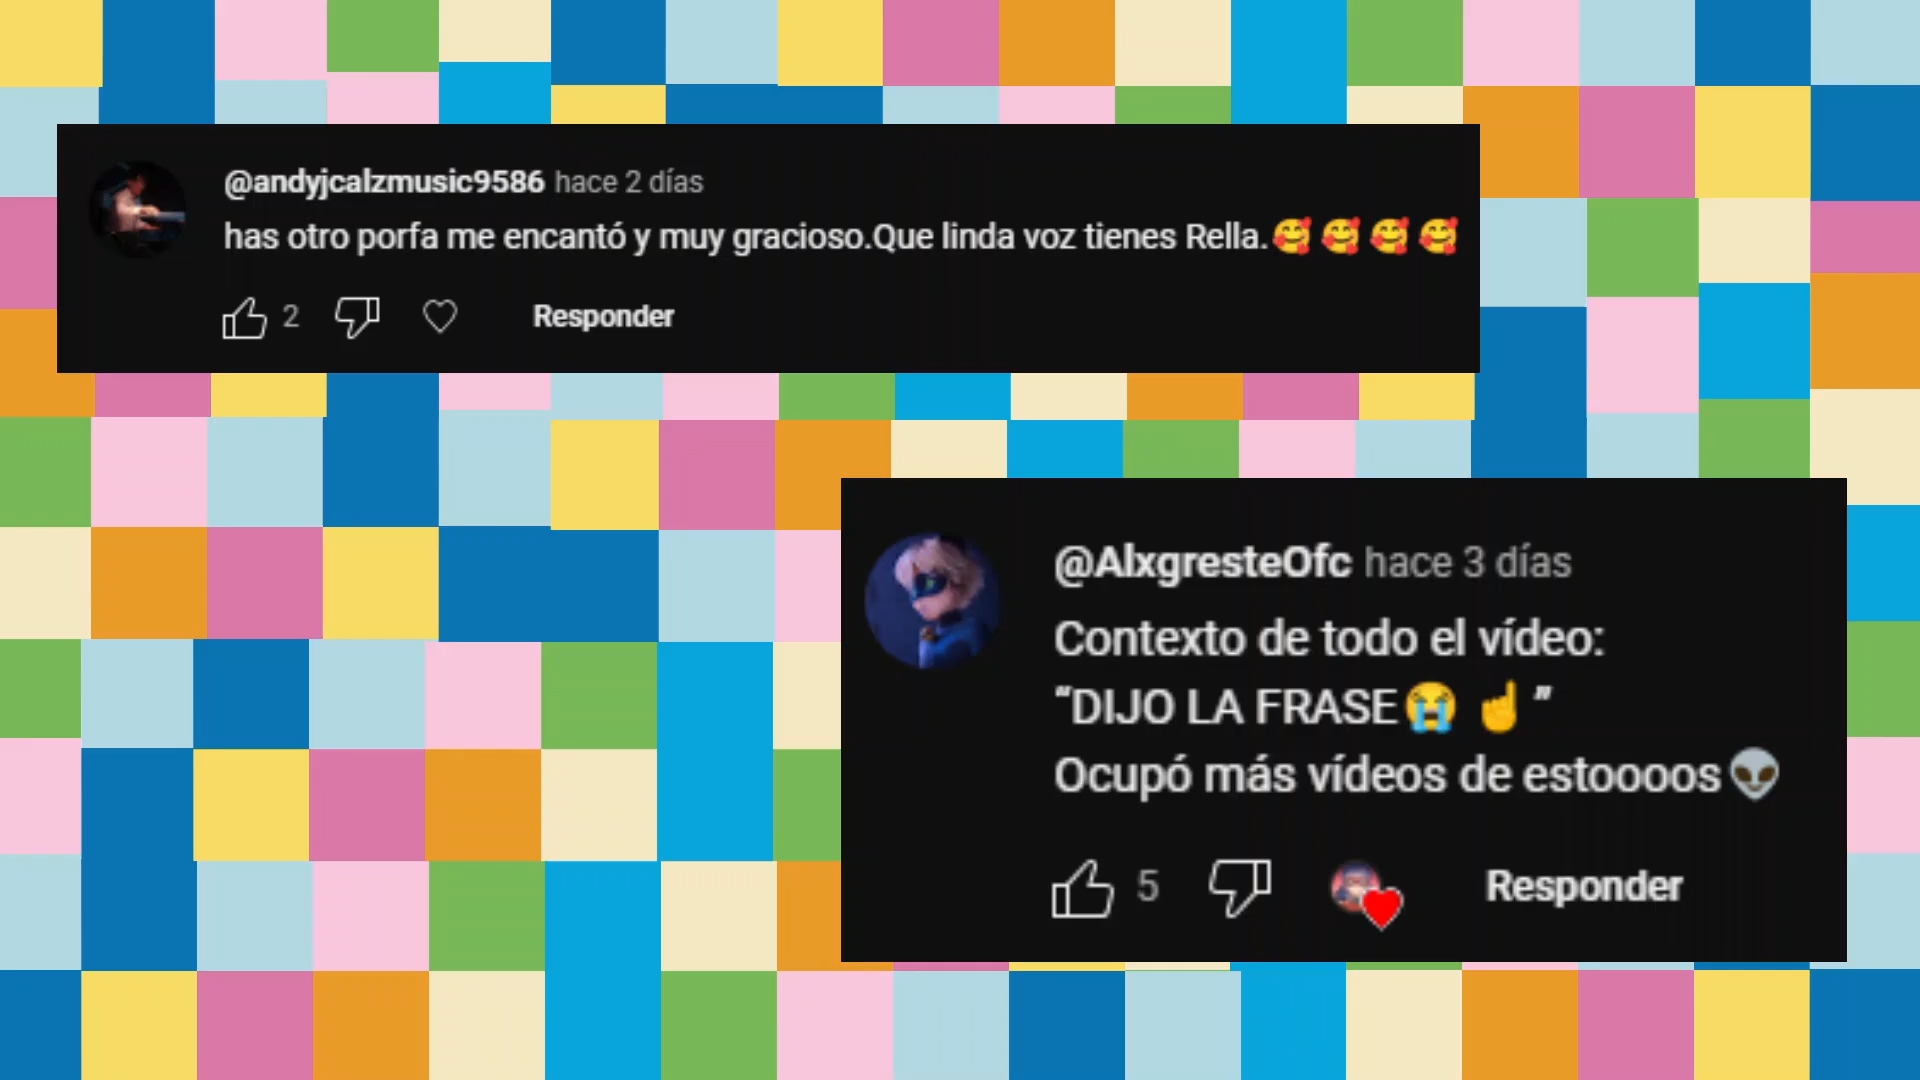 @andyjcalzmusic9586 hace 2 días
has otro porfa me encantó y muy gracioso.Que linda voz tienes Rella.🥰🥰🥰🥰
2 Responder
@AlxgresteOfc hace 3 días
Contexto de todo el vídeo:
“DIJO LA FRASE😭☝️”
Ocupó más vídeos de estoooos👽
5 Responder